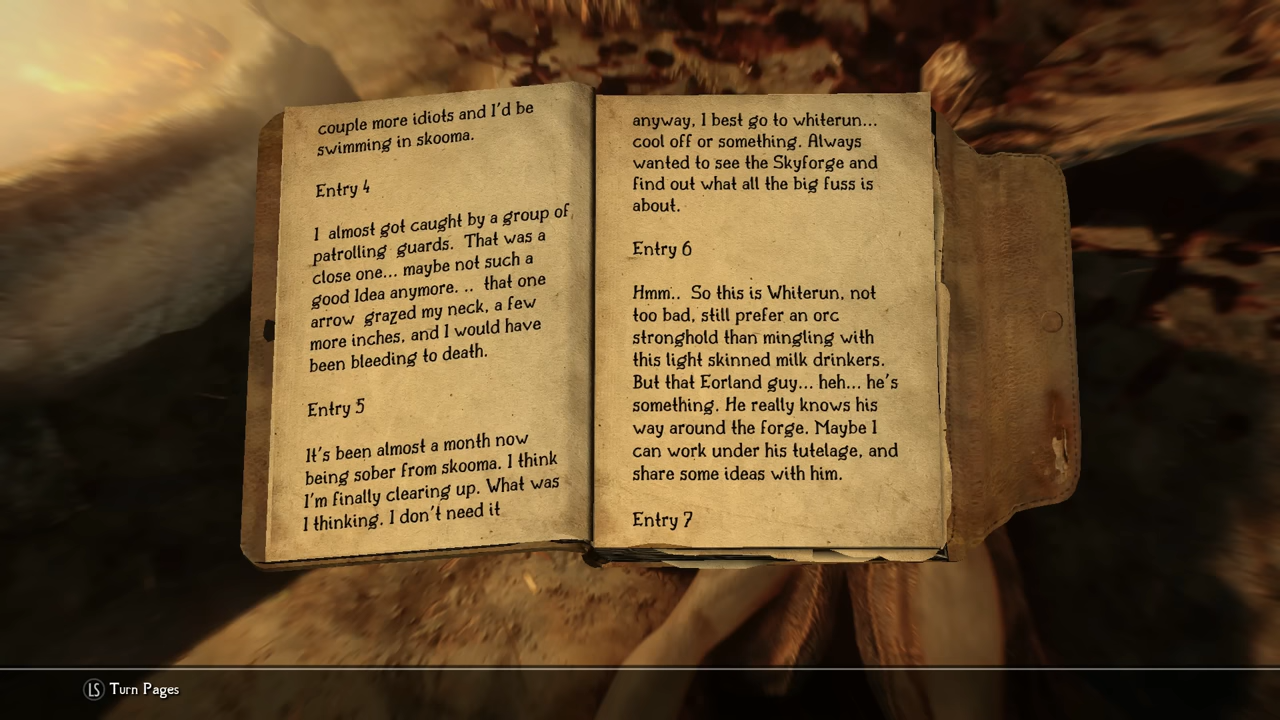 couple more idiots and I'd be
swimming in skooma.
Entry 4
I almost got caught by a group of
patrolling guards. That was a
close one... maybe not such a
good Idea anymore. .. that one
arrow grazed my neck, a few
more inches, and I would have
been bleeding to death.
Entry 5
It's been almost a month now
being sober from skooma. I think
I'm finally clearing up. What was
I thinking. I don't need it
anyway, I best go to whiterun...
cool off or something. Always
wanted to see the Skyforge and
find out what all the big fuss is
about.
Entry 6
Hmm.. So this is Whiterun, not
too bad, still prefer an orc
stronghold than mingling with
this light skinned milk drinkers.
But that Eorland guy... heh... he's
something. He really knows his
way around the forge. Maybe I
can work under his tutelage, and
share some ideas with him.
Entry 7
LS Turn Pages